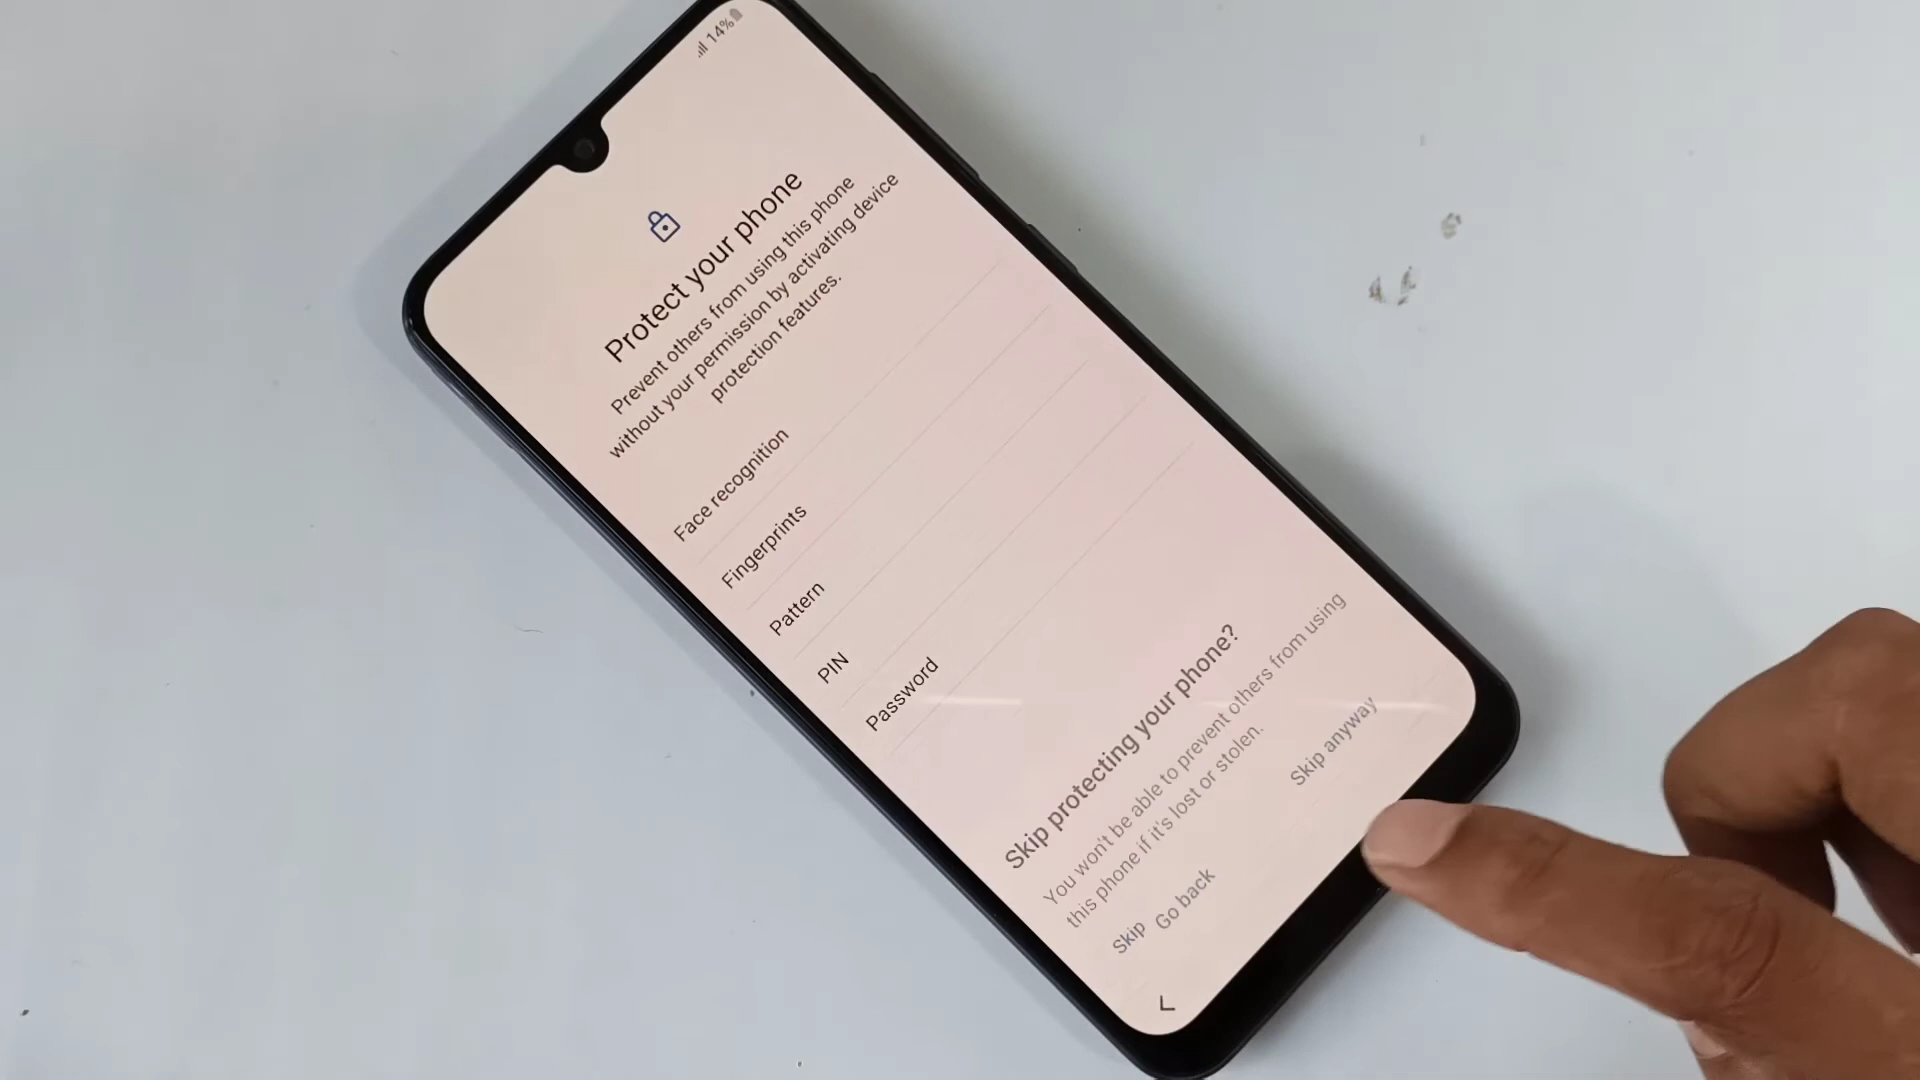 14%
Protect your phone
Prevent others from using this phone
without your permission by activating device
protection features.
Face recognition
Fingerprints
Pattern
PIN
Password
Skip protecting your phone?
You won't be able to prevent others from using
this phone if it's lost or stolen.
Skip
Go back
Skip anyway